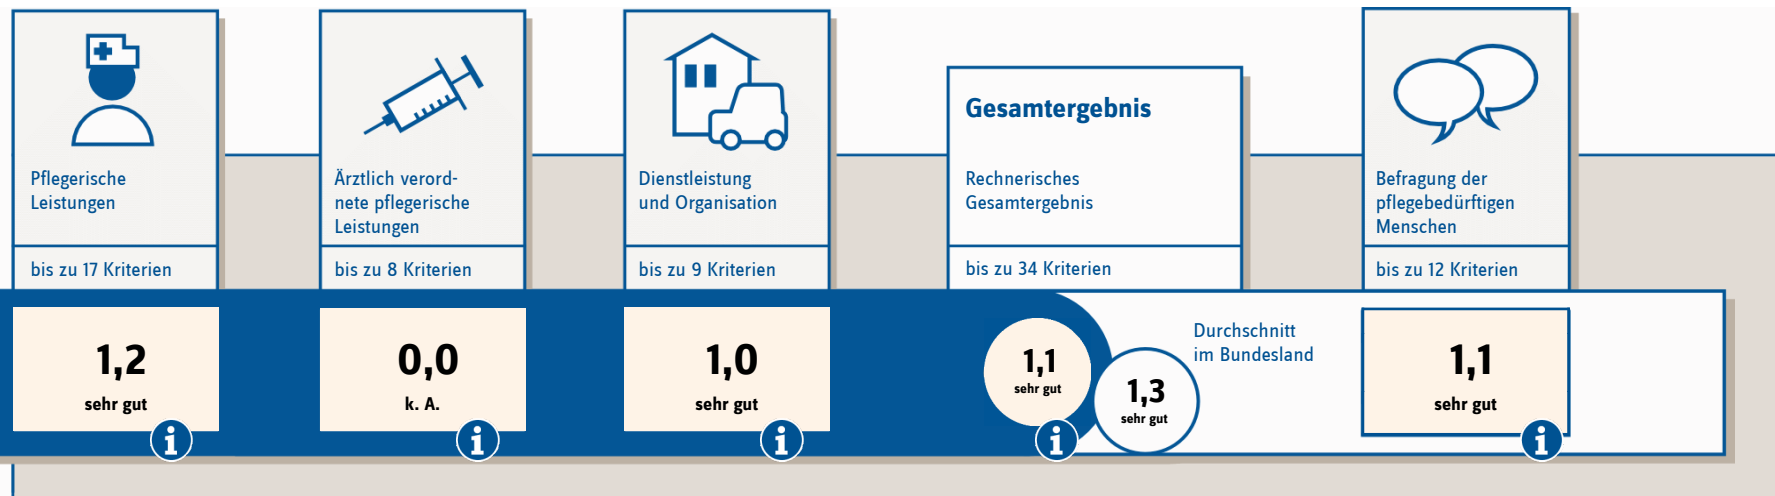 Pflegerische
Leistungen
bis zu 17 Kriterien
1,2
sehr gut
Ärztlich verord-
nete pflegerische
Leistungen
bis zu 8 Kriterien
0,0
k. A.
Dienstleistung
und Organisation
bis zu 9 Kriterien
1,0
sehr gut
Gesamtergebnis
Rechnerisches
Gesamtergebnis
bis zu 34 Kriterien
1,1
sehr gut
1,3
sehr gut
Durchschnitt
im Bundesland
Befragung der
pflegebedürftigen
Menschen
bis zu 12 Kriterien
1,1
sehr gut